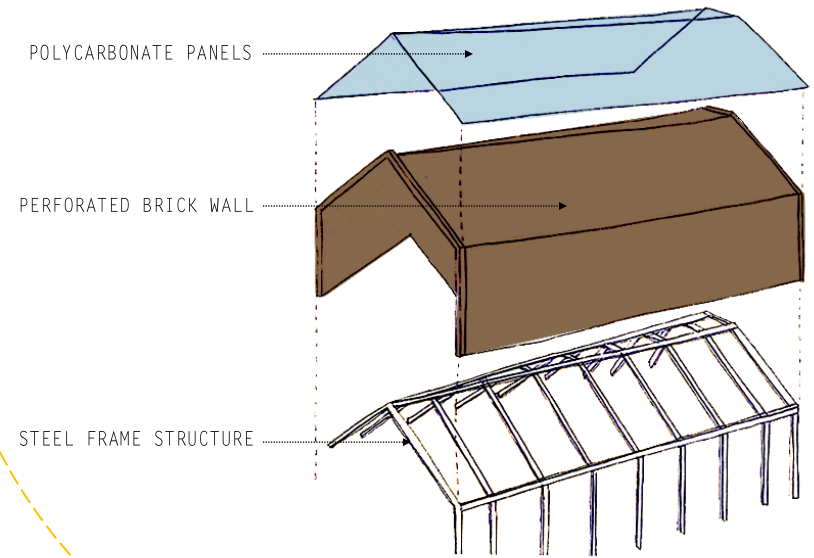 POLYCARBONATE PANELS
PERFORATED BRICK WALL
STEEL FRAME STRUCTURE